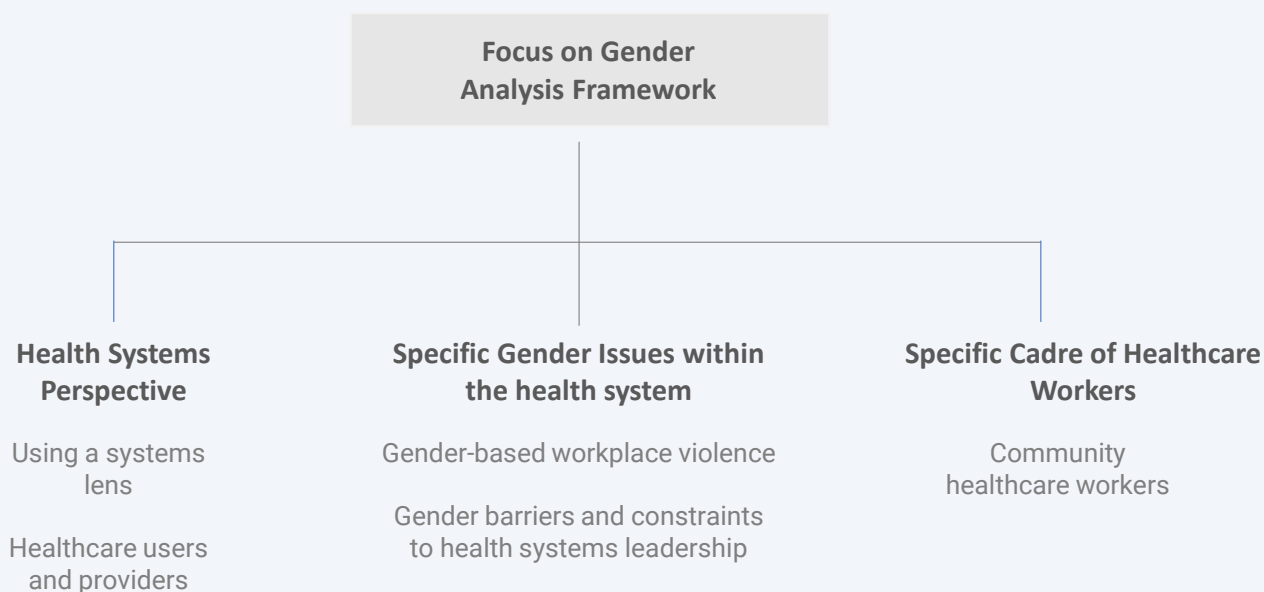 Focus on Gender
Analysis Framework
Health Systems
Perspective
Using a systems
lens
Healthcare users
and providers
Specific Gender Issues within
the health system
Gender-based workplace violence
Gender barriers and constraints
to health systems leadership
Specific Cadre of Healthcare
Workers
Community
healthcare workers